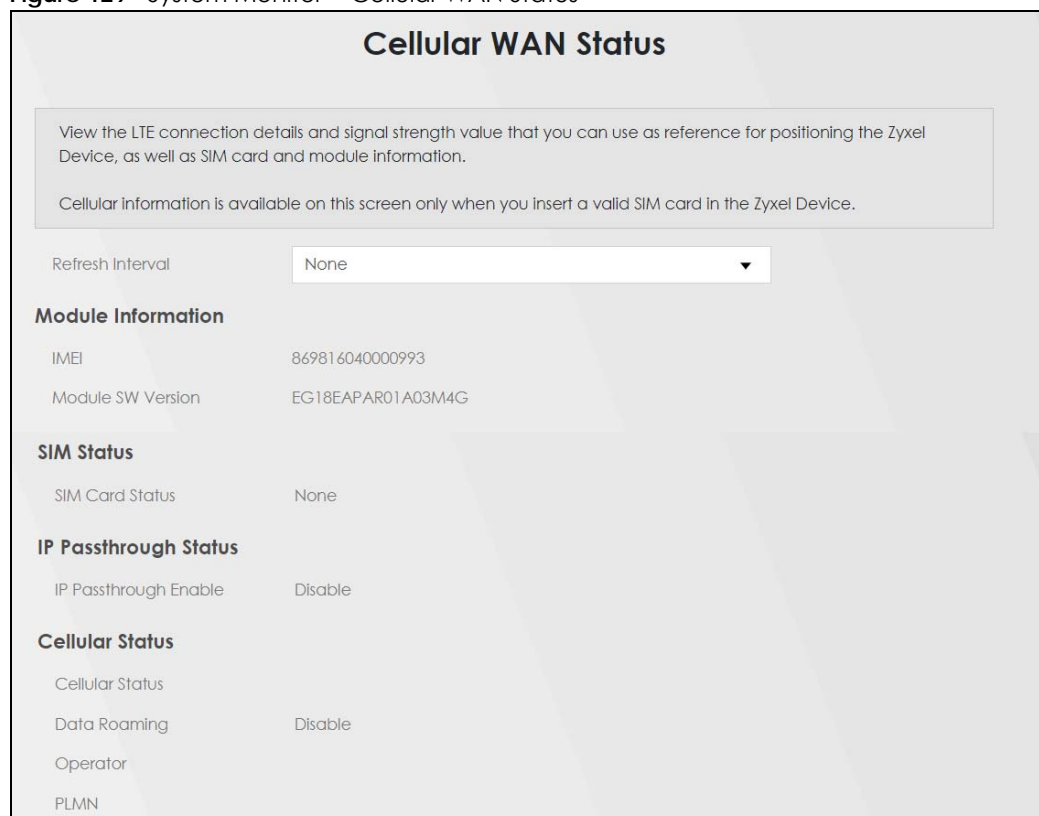 Cellular WAN Status
View the LTE connection details and signal strength value that you can use as reference for positioning the Zyxel
Device, as well as SIM card and module information.
Cellular information is available on this screen only when you insert a valid SIM card in the Zyxel Device.
Refresh Interval None
Module Information
IMEI 869816040000993
Module SW Version EG18EAPAR01A03M4G
SIM Status
SIM Card Status None
IP Passthrough Status
IP Passthrough Enable Disable
Cellular Status
Cellular Status
Data Roaming Disable
Operator
PLMN